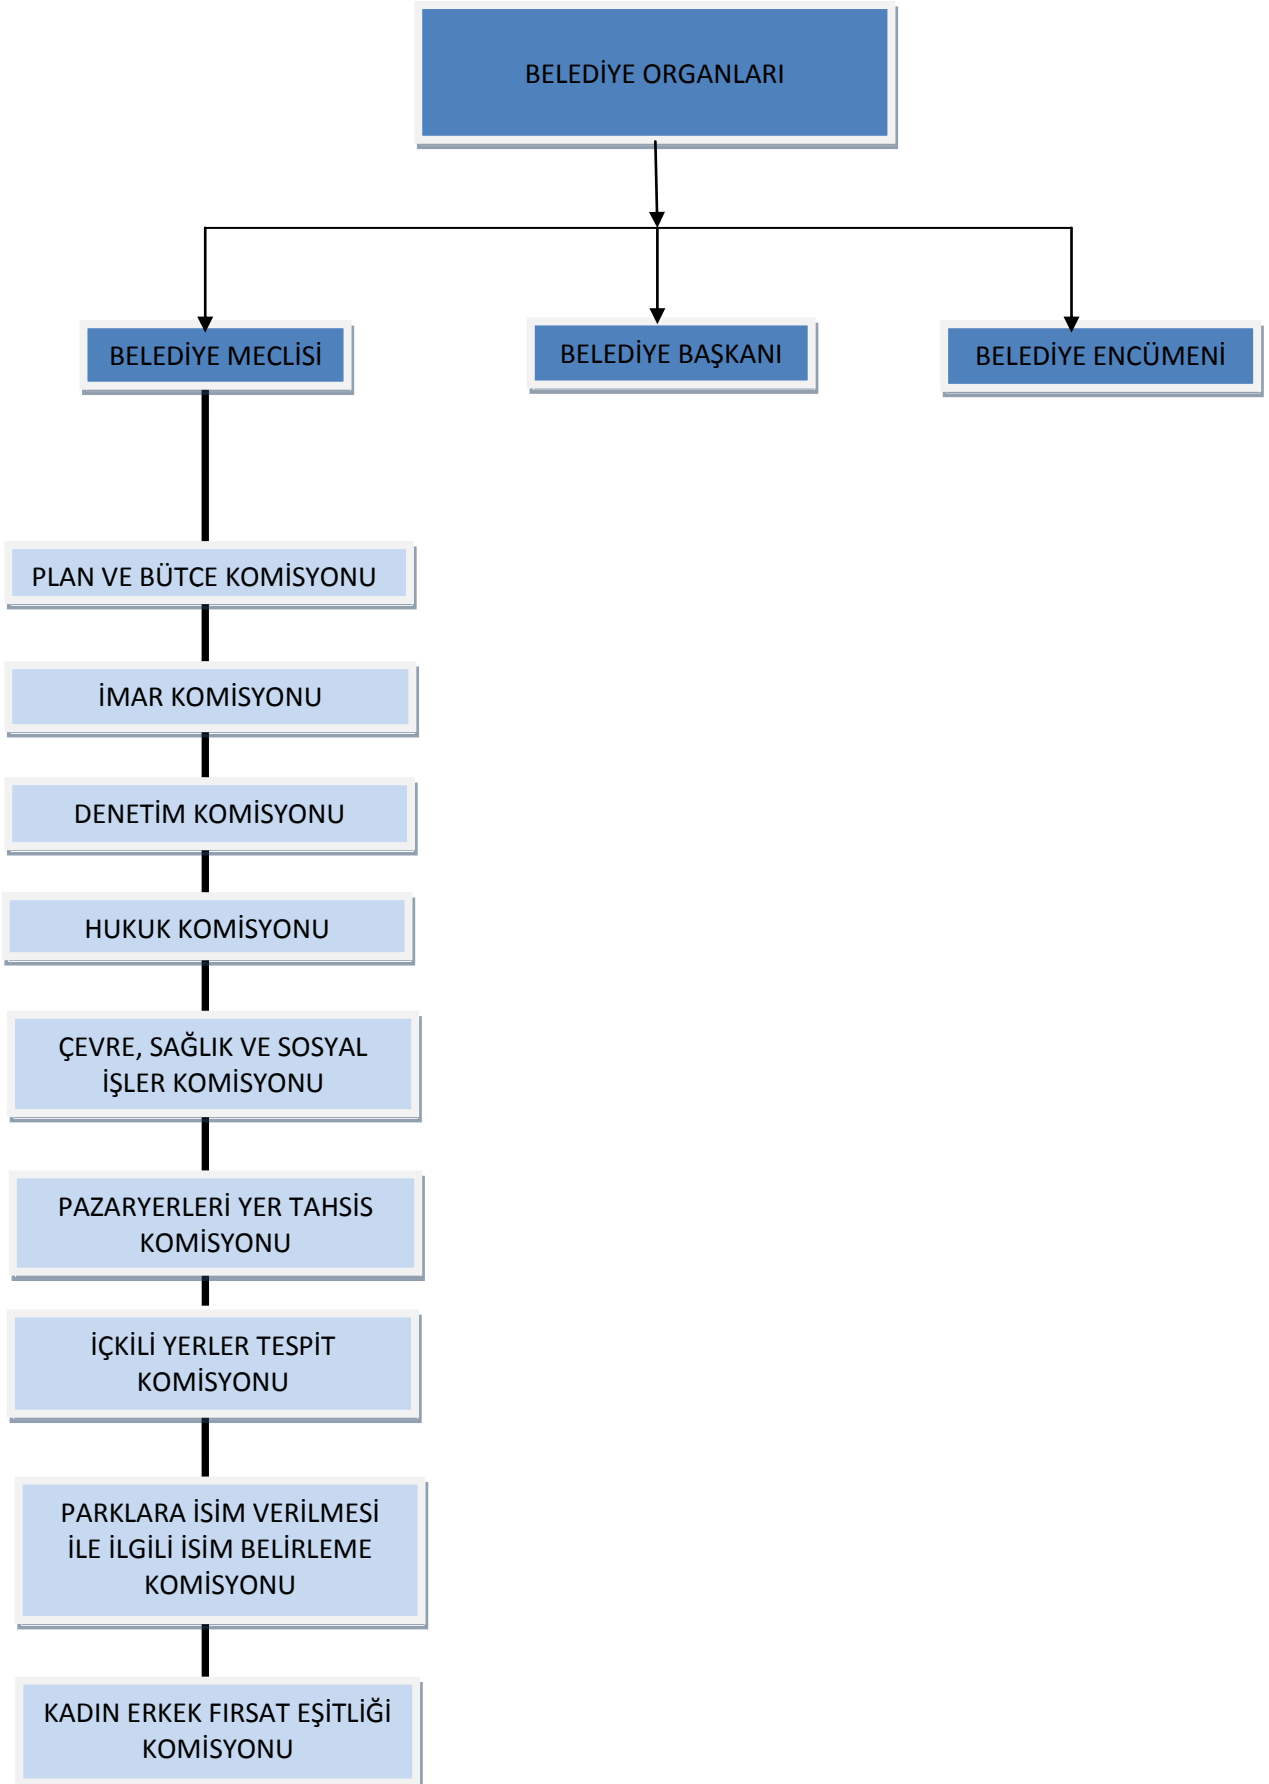 BELEDİYE ORGANLARI
BELEDİYE MECLİSİ
BELEDİYE BAŞKANI
BELEDİYE ENCÜMENİ
PLAN VE BÜTCE KOMİSYONU
İMAR KOMİSYONU
DENETİM KOMİSYONU
HUKUK KOMİSYONU
ÇEVRE, SAĞLIK VE SOSYAL
İŞLER KOMİSYONU
PAZARYERLERİ YER TAHSİS
KOMİSYONU
İÇKİLİ YERLER TESPİT
KOMİSYONU
PARKLARA İSİM VERİLMESİ
İLE İLGİLİ İSİM BELİRLEME
KOMİSYONU
KADIN ERKEK FIRSAT EŞİTLİĞİ
KOMİSYONU